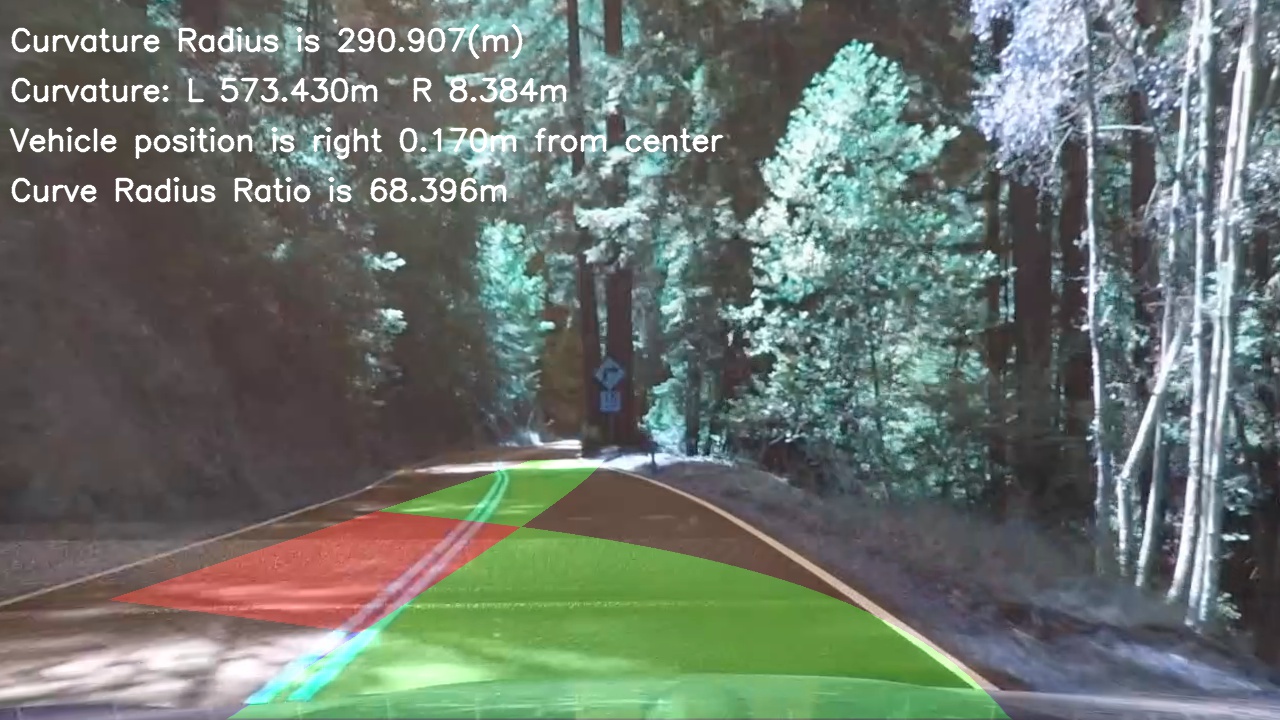 Curvature Radius is 290.907(m)
Curvature: L 573.430m R 8.384m
Vehicle position is right 0.170m from center
Curve Radius Ratio is 68.396m